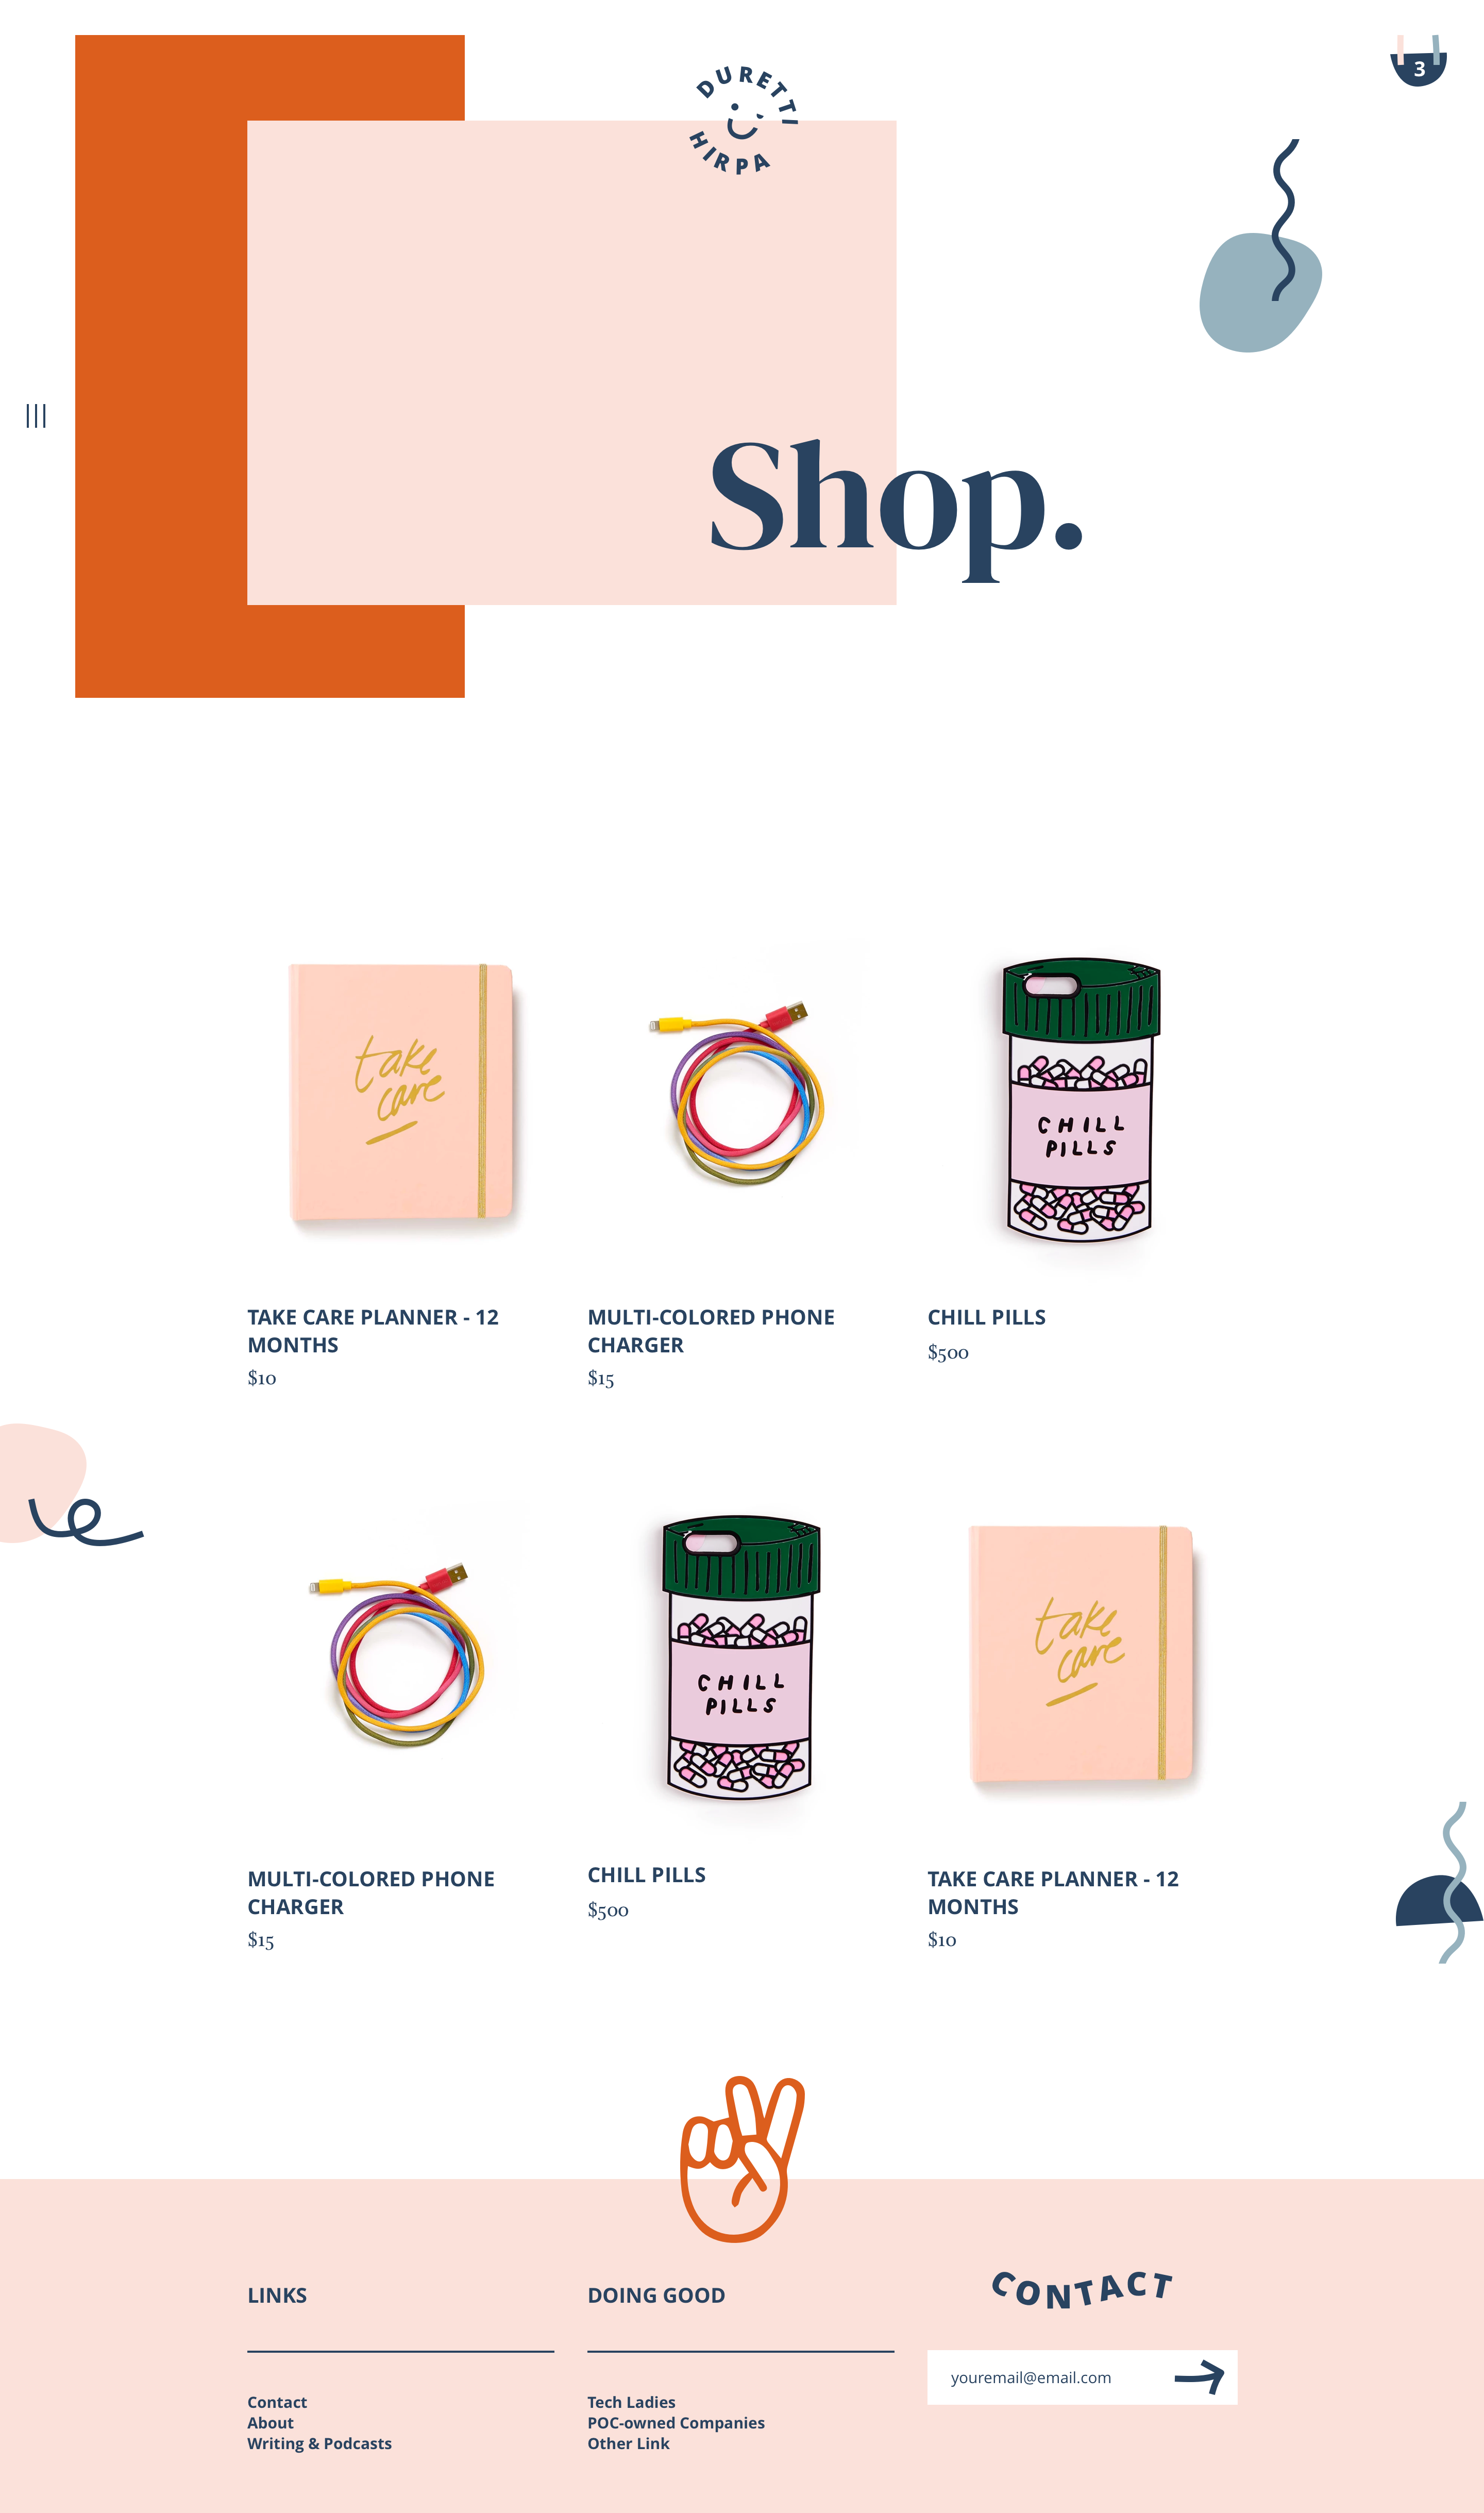 DURETTI
HIRPA
3
Shop.
take
care
CHILL
PILLS
TAKE CARE PLANNER - 12
MONTHS
$10
MULTI-COLORED PHONE
CHARGER
$15
CHILL PILLS
$500
CHILL
PILLS
take
care
MULTI-COLORED PHONE
CHARGER
$15
CHILL PILLS
$500
TAKE CARE PLANNER - 12
MONTHS
$10
LINKS
Contact
About
Writing & Podcasts
DOING GOOD
Tech Ladies
POC-owned Companies
Other Link
CONTACT
youremail@email.com